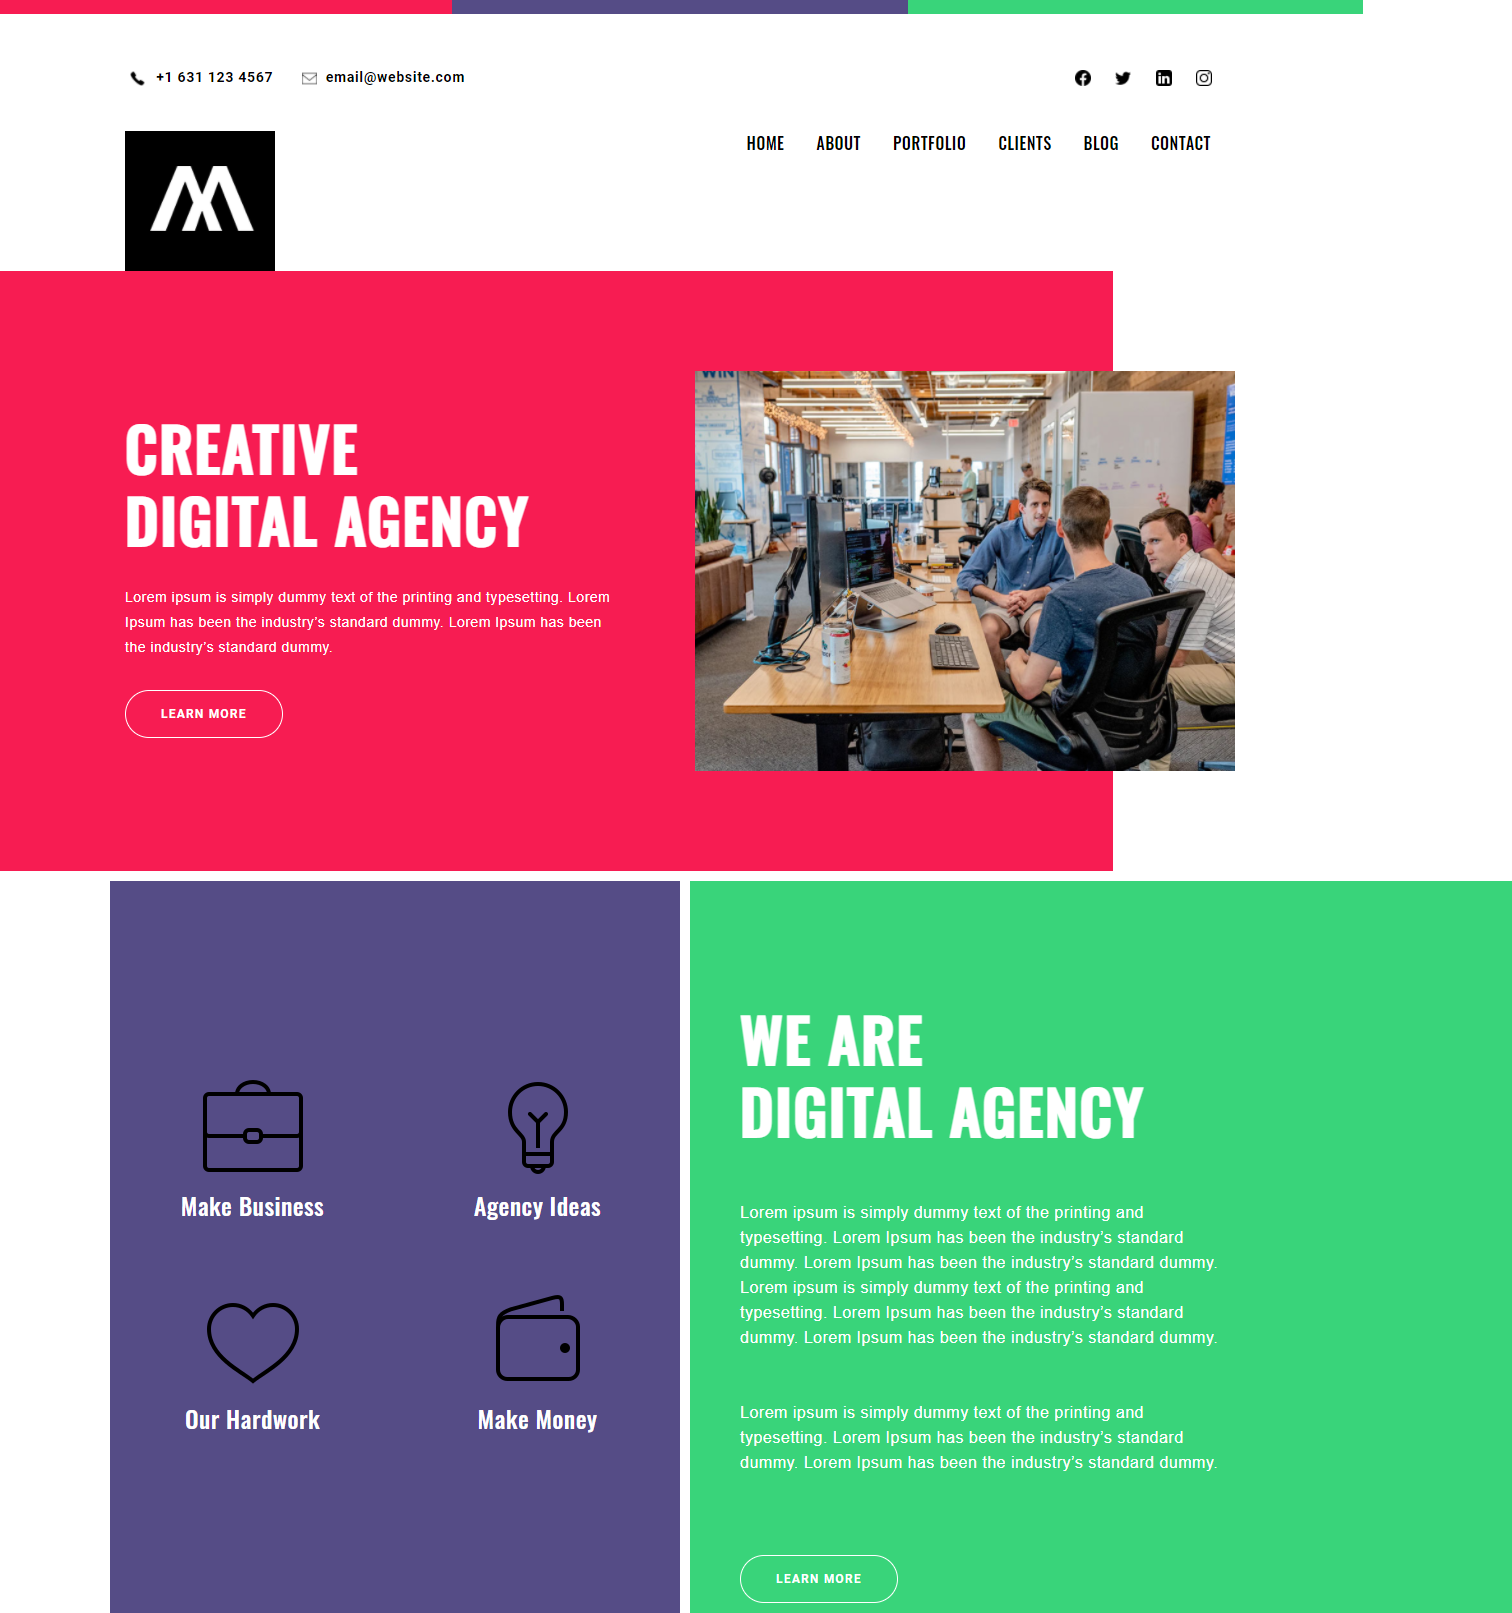 +1 631 123 4567 email@website.com
HOME ABOUT PORTFOLIO CLIENTS BLOG CONTACT
CREATIVE
DIGITAL AGENCY
Lorem ipsum is simply dummy text of the printing and typesetting. Lorem
Ipsum has been the industry’s standard dummy. Lorem Ipsum has been
the industry’s standard dummy.
LEARN MORE
WIN
Make Business
Agency Ideas
Our Hardwork
Make Money
WE ARE
DIGITAL AGENCY
Lorem ipsum is simply dummy text of the printing and
typesetting. Lorem Ipsum has been the industry’s standard
dummy. Lorem Ipsum has been the industry’s standard dummy.
Lorem ipsum is simply dummy text of the printing and
typesetting. Lorem Ipsum has been the industry’s standard
dummy. Lorem Ipsum has been the industry’s standard dummy.
Lorem ipsum is simply dummy text of the printing and
typesetting. Lorem Ipsum has been the industry’s standard
dummy. Lorem Ipsum has been the industry’s standard dummy.
LEARN MORE